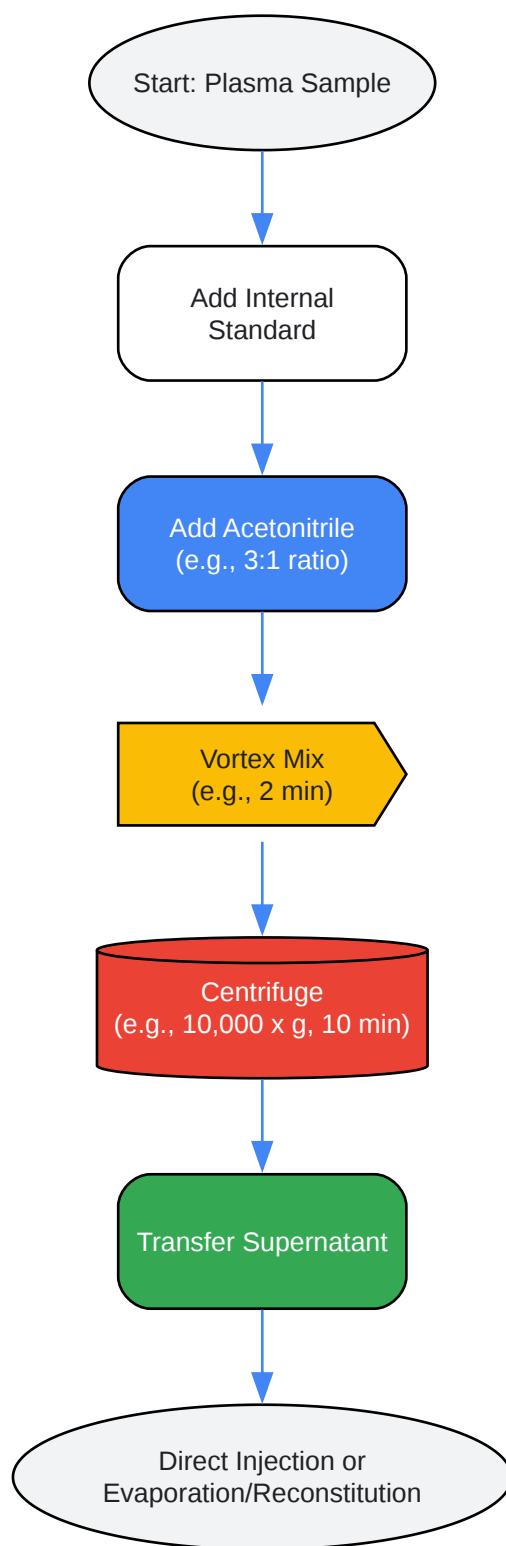 Start: Plasma Sample
Add Internal
Standard
Add Acetonitrile
(e.g., 3:1 ratio)
Vortex Mix
(e.g., 2 min)
Centrifuge
(e.g., 10,000 x g, 10 min)
Transfer Supernatant
Direct Injection or
Evaporation/Reconstitution